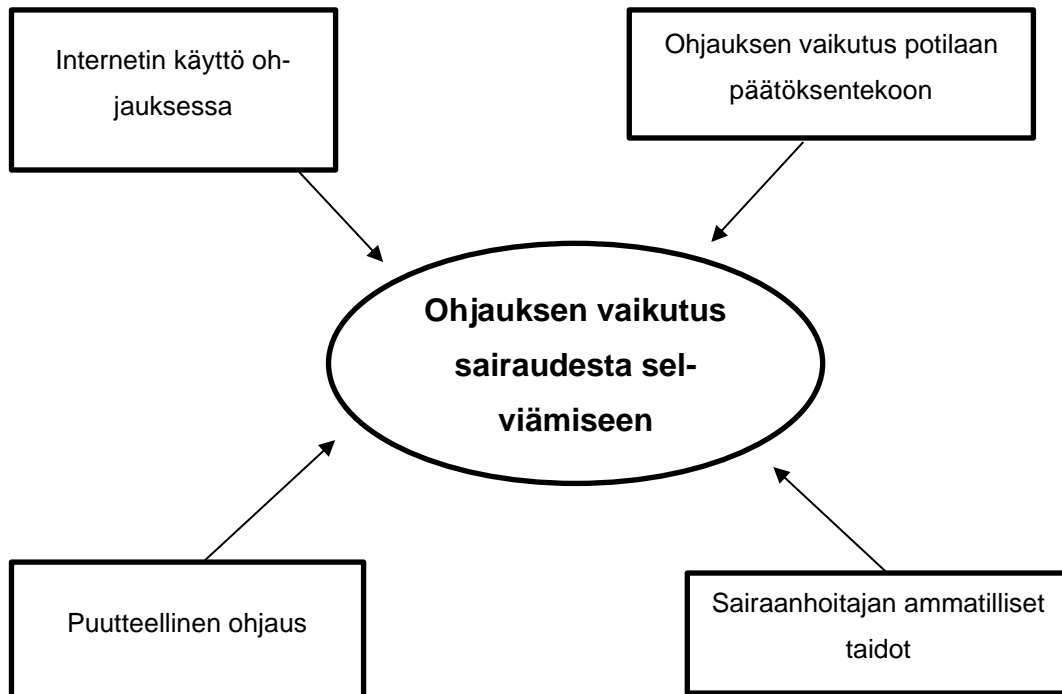 Internetin käyttö oh-
jauksessa
Ohjauksen vaikutus potilaan
päätöksentekoon
Ohjauksen vaikutus
sairaudesta sel-
viämiseen
Puutteellinen ohjaus
Sairaanhoitajan ammatilliset
taidot